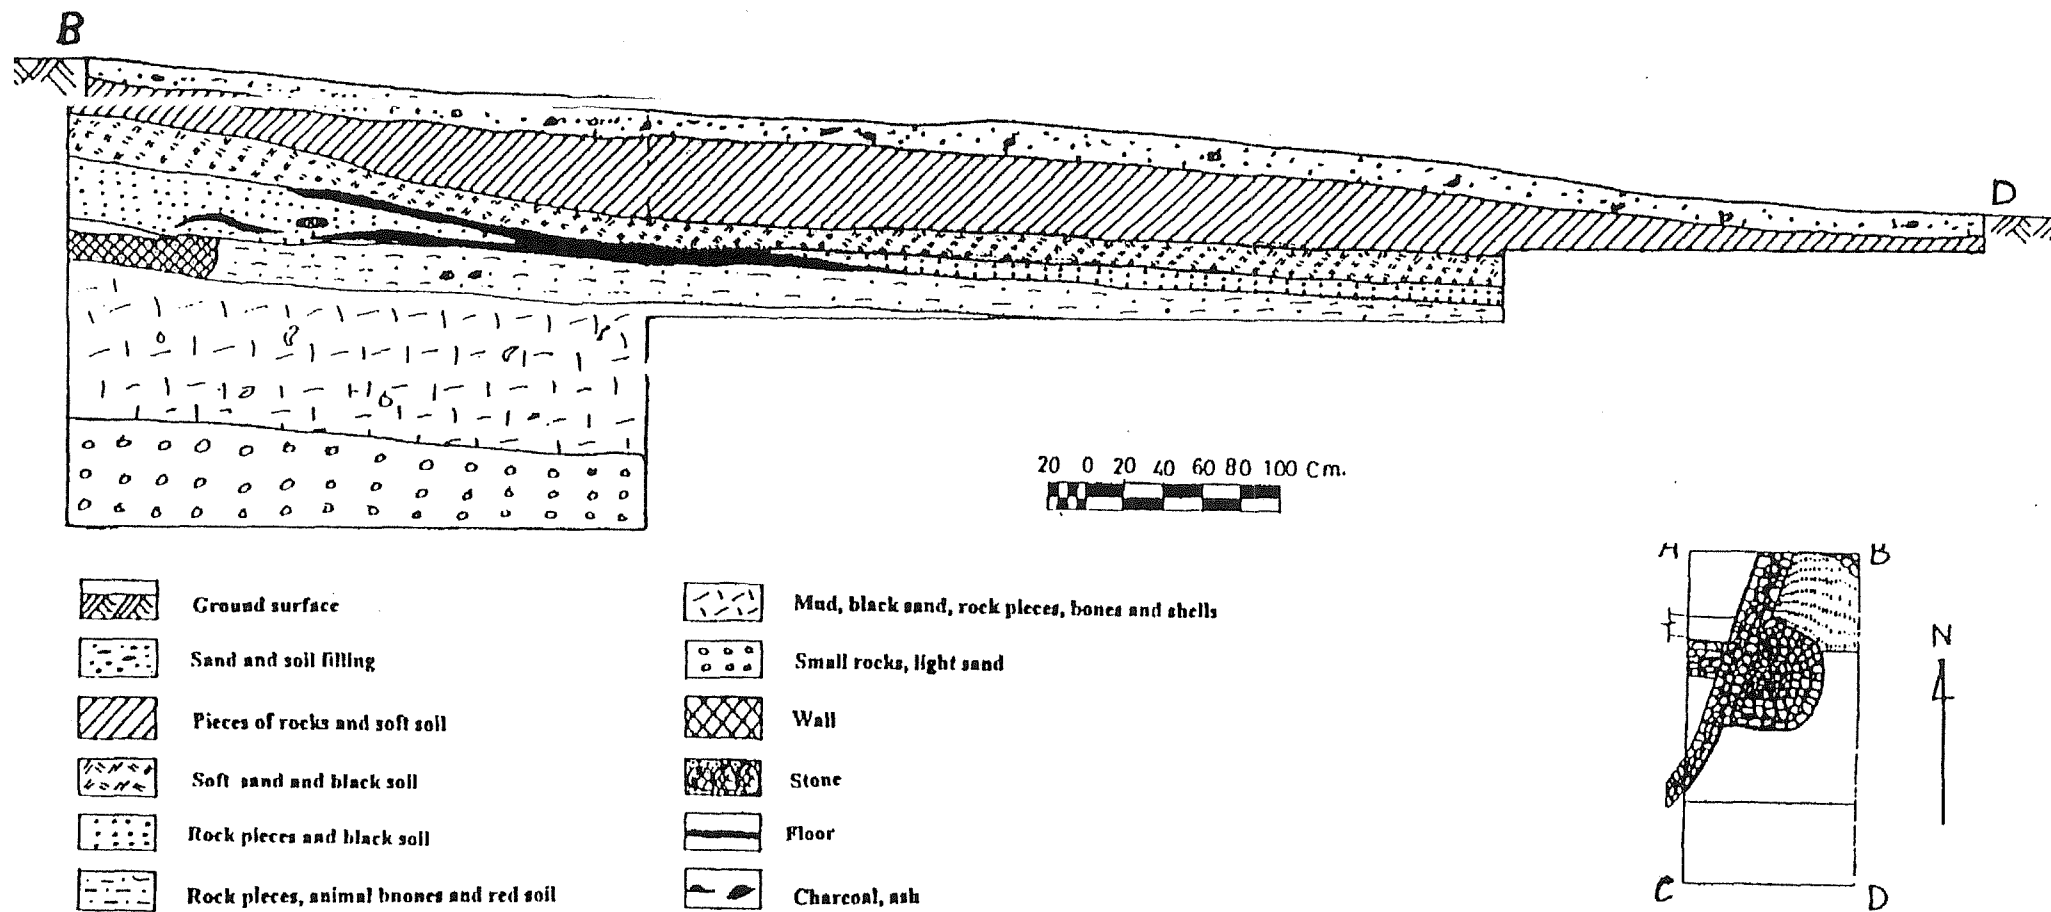 B
D
20 0 20 40 60 80 100 Cm.
A B
N
C D
Ground surface
Sand and soil filling
Pieces of rocks and soft soil
Soft sand and black soil
Rock pieces and black soil
Rock pieces, animal bnones and red soil
Mud, black sand, rock pieces, bones and shells
Small rocks, light sand
Wall
Stone
Floor
Charcoal, ash